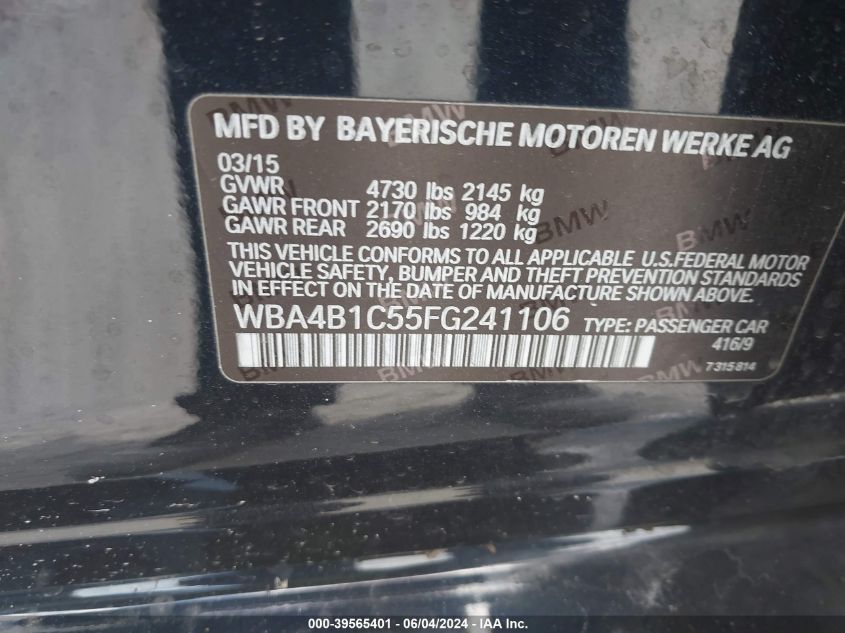 MFD BY BAYERISCHE MOTOREN WERKE AG
03/15
GVWR 4730 lbs 2145 kg
GAWR FRONT 2170 lbs 984 kg
GAWR REAR 2690 lbs 1220 kg
THIS VEHICLE CONFORMS TO ALL APPLICABLE U.S.FEDERAL MOTOR
VEHICLE SAFETY, BUMPER AND THEFT PREVENTION STANDARDS
IN EFFECT ON THE DATE OF MANUFACTURE SHOWN ABOVE.
WBA4B1C55FG241106 TYPE: PASSENGER CAR
416/9
7315814
000-39565401 - 06/04/2024 - IAA Inc.